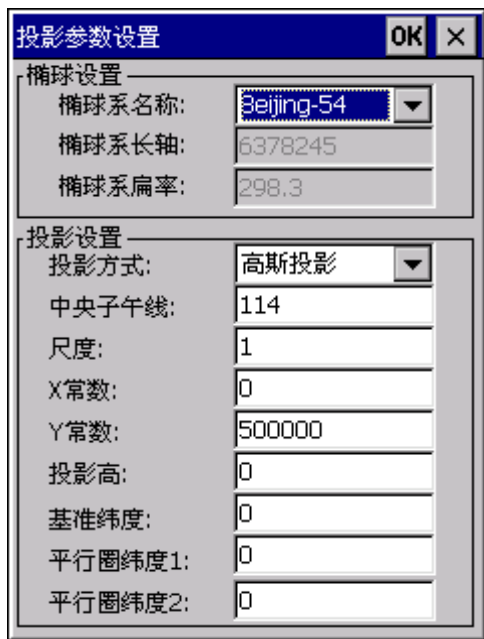 投影参数设置 OK ×
椭球设置
椭球系名称: Beijing-54
椭球系长轴: 6378245
椭球系扁率: 298.3
投影设置
投影方式: 高斯投影
中央子午线: 114
尺度: 1
X常数: 0
Y常数: 500000
投影高: 0
基准纬度: 0
平行圈纬度1: 0
平行圈纬度2: 0